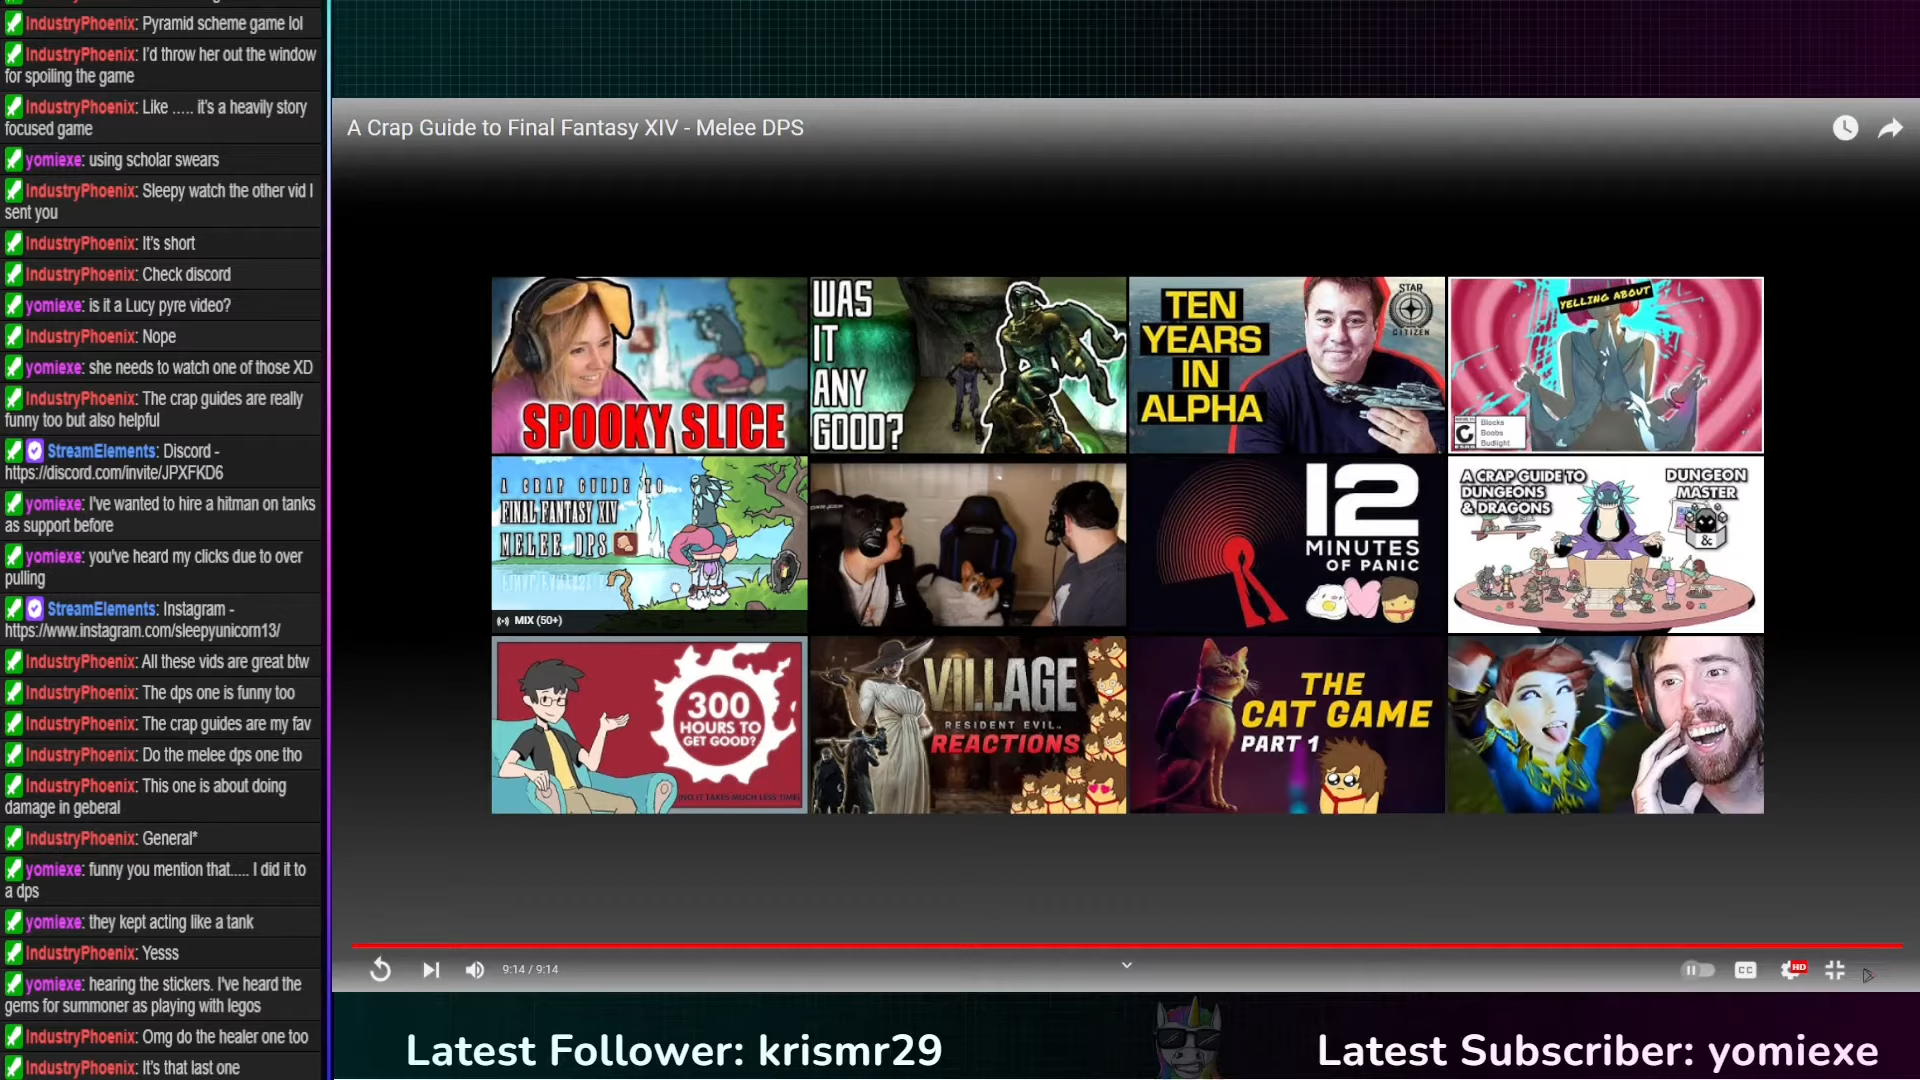 IndustryPhoenix: Pyramid scheme game lol
IndustryPhoenix: I'd throw her out the window
for spoiling the game
IndustryPhoenix: Like ..... it's a heavily story
focused game
yomiexe: using scholar swears
IndustryPhoenix: Sleepy watch the other vid I
sent you
IndustryPhoenix: It's short
IndustryPhoenix: Check discord
yomiexe: is it a Lucy pyre video?
IndustryPhoenix: Nope
yomiexe: she needs to watch one of those XD
IndustryPhoenix: The crap guides are really
funny too but also helpful
StreamElements: Discord -
https://discord.com/invite/JPXFKD6
yomiexe: I've wanted to hire a hitman on tanks
as support before
yomiexe: you've heard my clicks due to over
pulling
StreamElements: Instagram -
https://www.instagram.com/sleepyunicorn13/
IndustryPhoenix: All these vids are great btw
IndustryPhoenix: The dps one is funny too
IndustryPhoenix: The crap guides are my fav
IndustryPhoenix: Do the melee dps one tho
IndustryPhoenix: This one is about doing
damage in geberal
IndustryPhoenix: General*
yomiexe: funny you mention that..... I did it to
a dps
yomiexe: they kept acting like a tank
IndustryPhoenix: Yesss
yomiexe: hearing the stickers. I've heard the
gems for summoner as playing with legos
IndustryPhoenix: Omg do the healer one too
IndustryPhoenix: It's that last one
A Crap Guide to Final Fantasy XIV - Melee DPS
SPOOKY SLICE
WAS
IT
ANY
GOOD?
TEN
YEARS
IN
ALPHA
STAR
CITIZEN
YELLING ABOUT
Blocks
Boobs
Budlight
A CRAP GUIDE TO
FINAL FANTASY XIV
MELEE DPS
MIX (50+)
12
MINUTES
OF PANIC
A CRAP GUIDE TO
DUNGEONS
& DRAGONS
DUNGEON
MASTER
&
300
HOURS TO
GET GOOD?
(NO IT TAKES MUCH LESS TIME)
VILLAGE
RESIDENT EVIL
REACTIONS
THE
CAT GAME
PART 1
9:14 / 9:14
CC
HD
Latest Follower: krismr29
Latest Subscriber: yomiexe